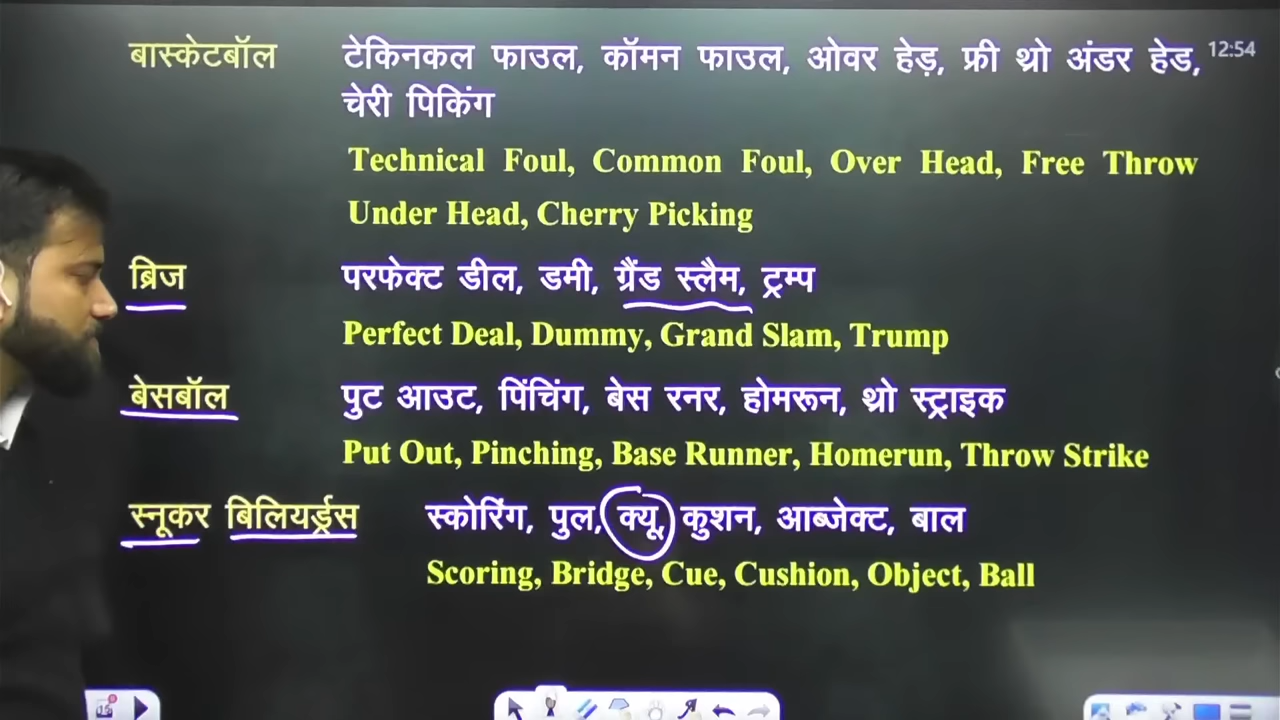 बास्केटबॉल टेकिनकल फाउल, कॉमन फाउल, ओवर हेड़, फ्री थ्रो अंडर हेड, 12:54
चेरी पिकिंग
Technical Foul, Common Foul, Over Head, Free Throw
Under Head, Cherry Picking
ब्रिज परफेक्ट डील, डमी, ग्रैंड स्लैम, ट्रम्प
Perfect Deal, Dummy, Grand Slam, Trump
बेसबॉल पुट आउट, पिंचिंग, बेस रनर, होमरून, थ्रो स्ट्राइक
Put Out, Pinching, Base Runner, Homerun, Throw Strike
स्नूकर बिलियर्ड्स स्कोरिंग, पुल, क्यू, कुशन, आब्जेक्ट, बाल
Scoring, Bridge, Cue, Cushion, Object, Ball